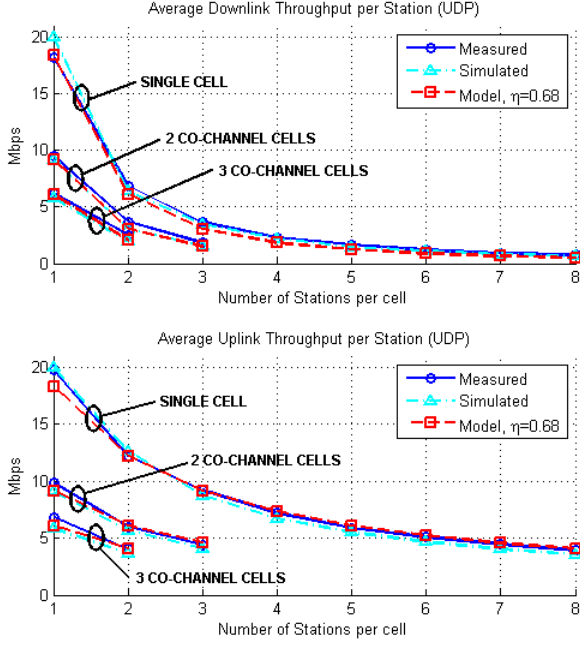 Average Downlink Throughput per Station (UDP)
20
15
10
5
0
Mbps
Measured
Simulated
Model, η=0.68
SINGLE CELL
2 CO-CHANNEL CELLS
3 CO-CHANNEL CELLS
1 2 3 4 5 6 7 8
Number of Stations per cell
Average Uplink Throughput per Station (UDP)
20
15
10
5
0
Mbps
Measured
Simulated
Model, η=0.68
SINGLE CELL
2 CO-CHANNEL CELLS
3 CO-CHANNEL CELLS
1 2 3 4 5 6 7 8
Number of Stations per cell